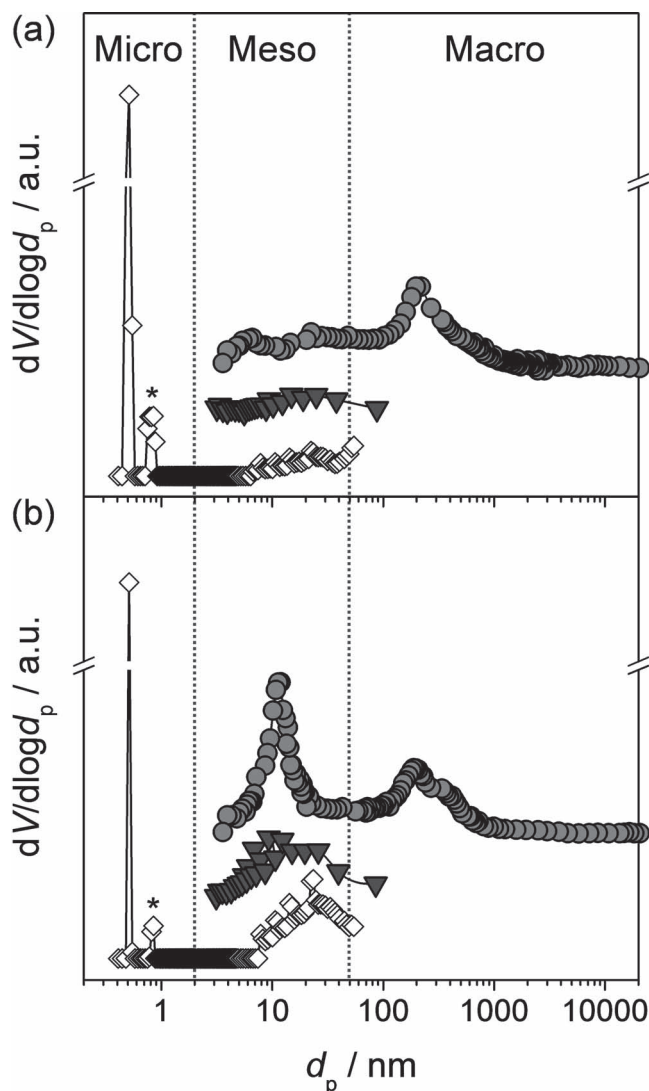 (a)
Micro
Meso
Macro
dV/dlogdp / a.u.
*
(b)
dV/dlogdp / a.u.
*
1
10
100
1000
10000
dp / nm